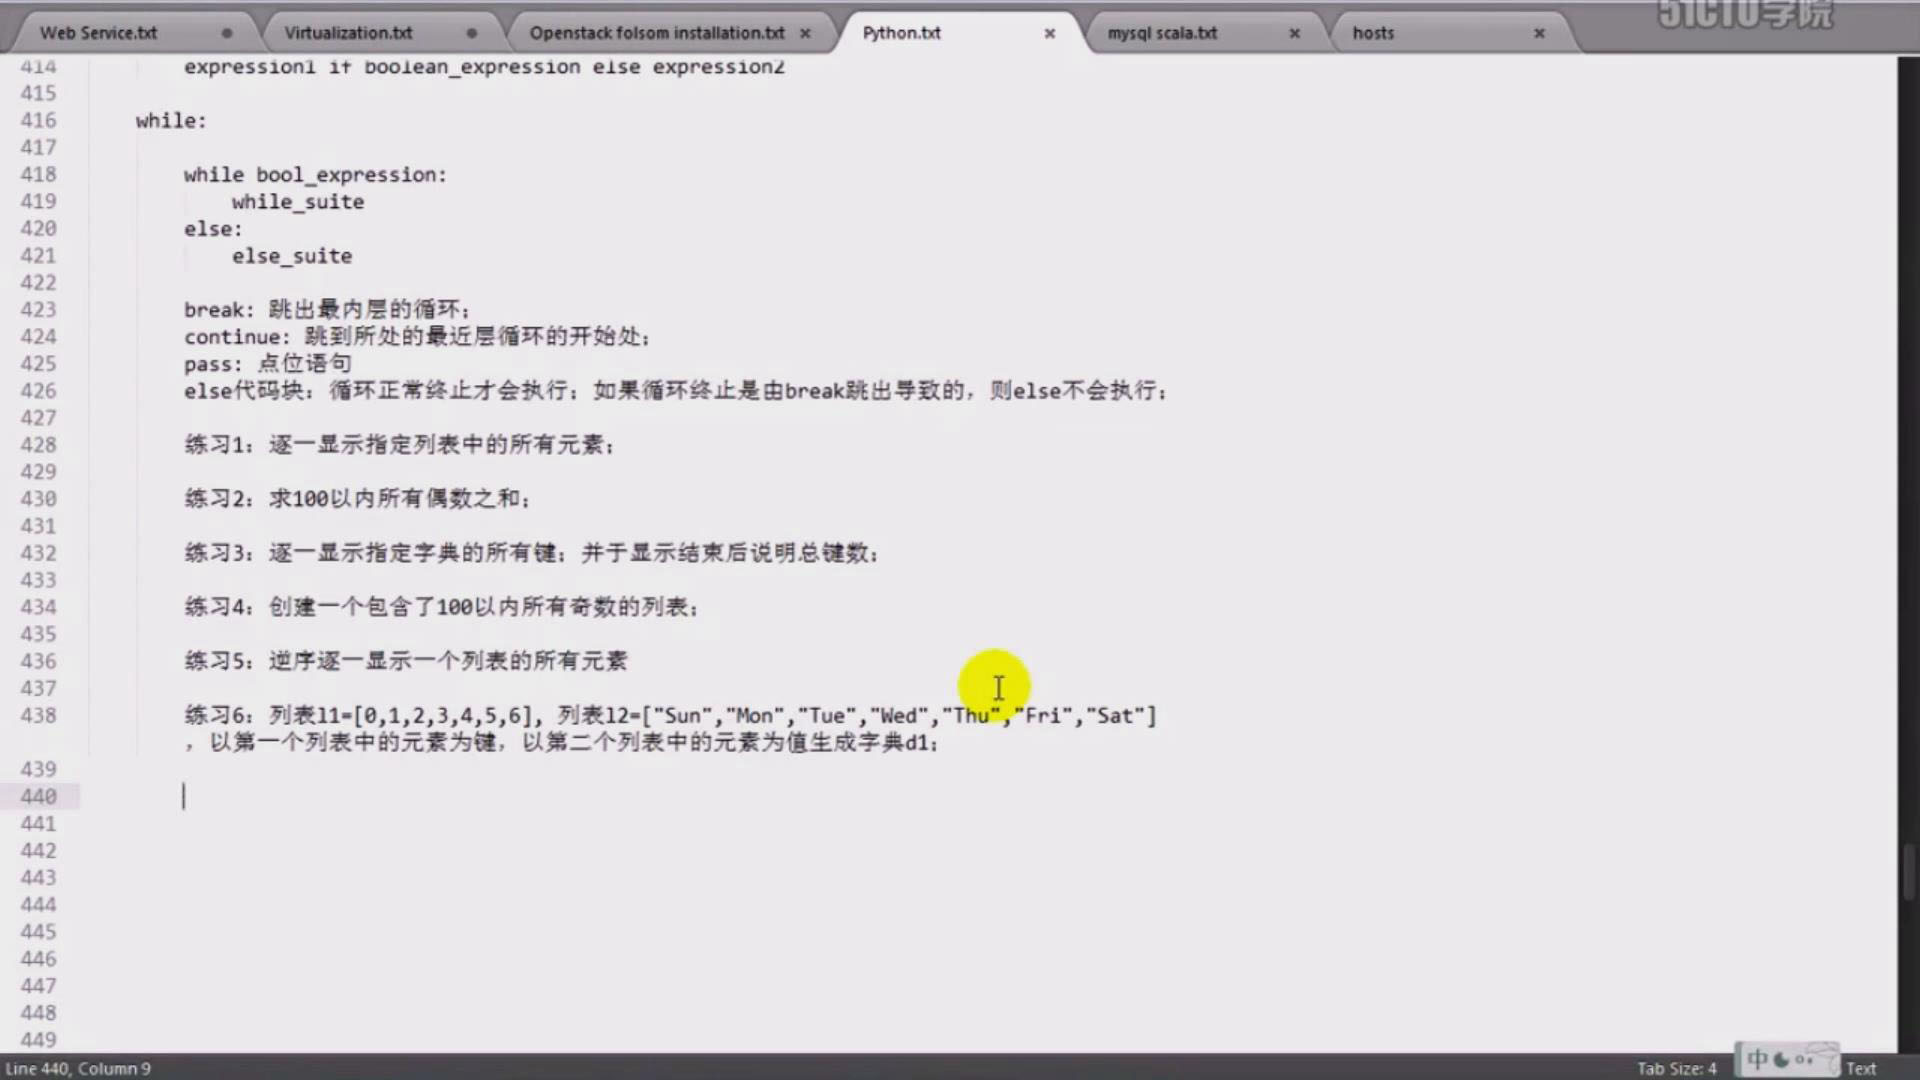 51CTO学院
Web Service.txt
Virtualization.txt
Openstack folsom installation.txt
Python.txt
mysql scala.txt
hosts
414 expression1 if boolean_expression else expression2
415
416 while:
417
418 while bool_expression:
419 while_suite
420 else:
421 else_suite
422
423 break: 跳出最内层的循环;
424 continue: 跳到所处的最近层循环的开始处;
425 pass: 点位语句
426 else代码块: 循环正常终止才会执行; 如果循环终止是由break跳出导致的, 则else不会执行;
427
428 练习1: 逐一显示指定列表中的所有元素;
429
430 练习2: 求100以内所有偶数之和;
431
432 练习3: 逐一显示指定字典的所有键; 并于显示结束后说明总键数;
433
434 练习4: 创建一个包含了100以内所有奇数的列表;
435
436 练习5: 逆序逐一显示一个列表的所有元素
437
438 练习6: 列表l1=[0,1,2,3,4,5,6], 列表l2=["Sun","Mon","Tue","Wed","Thu","Fri","Sat"]
, 以第一个列表中的元素为键, 以第二个列表中的元素为值生成字典d1;
439
440
441
442
443
444
445
446
447
448
449
Line 440, Column 9
Tab Size: 4
中
Text